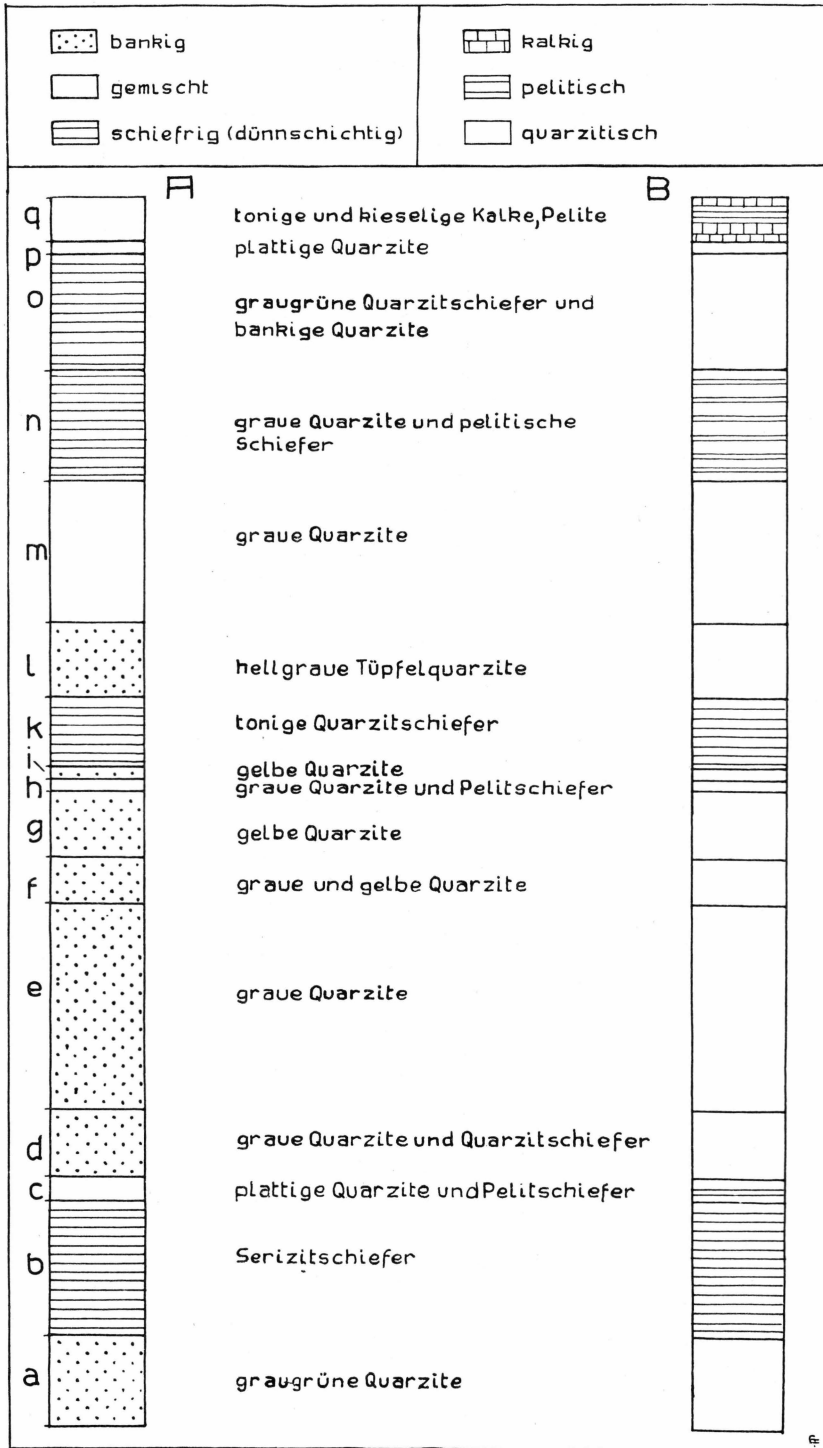 bankig
gemischt
schiefrig (dünnschichtig)
kalkig
pelitisch
quarzitisch
A
B
q tonige und kieselige Kalke, Pelite
p plattige Quarzite
o graugrüne Quarzitschiefer und
bankige Quarzite
n graue Quarzite und pelitische
Schiefer
m graue Quarzite
l hellgraue Tüpfelquarzite
k tonige Quarzitschiefer
i gelbe Quarzite
h graue Quarzite und Pelitschiefer
g gelbe Quarzite
f graue und gelbe Quarzite
e graue Quarzite
d graue Quarzite und Quarzitschiefer
c plattige Quarzite und Pelitschiefer
b Serizitschiefer
a graugrüne Quarzite